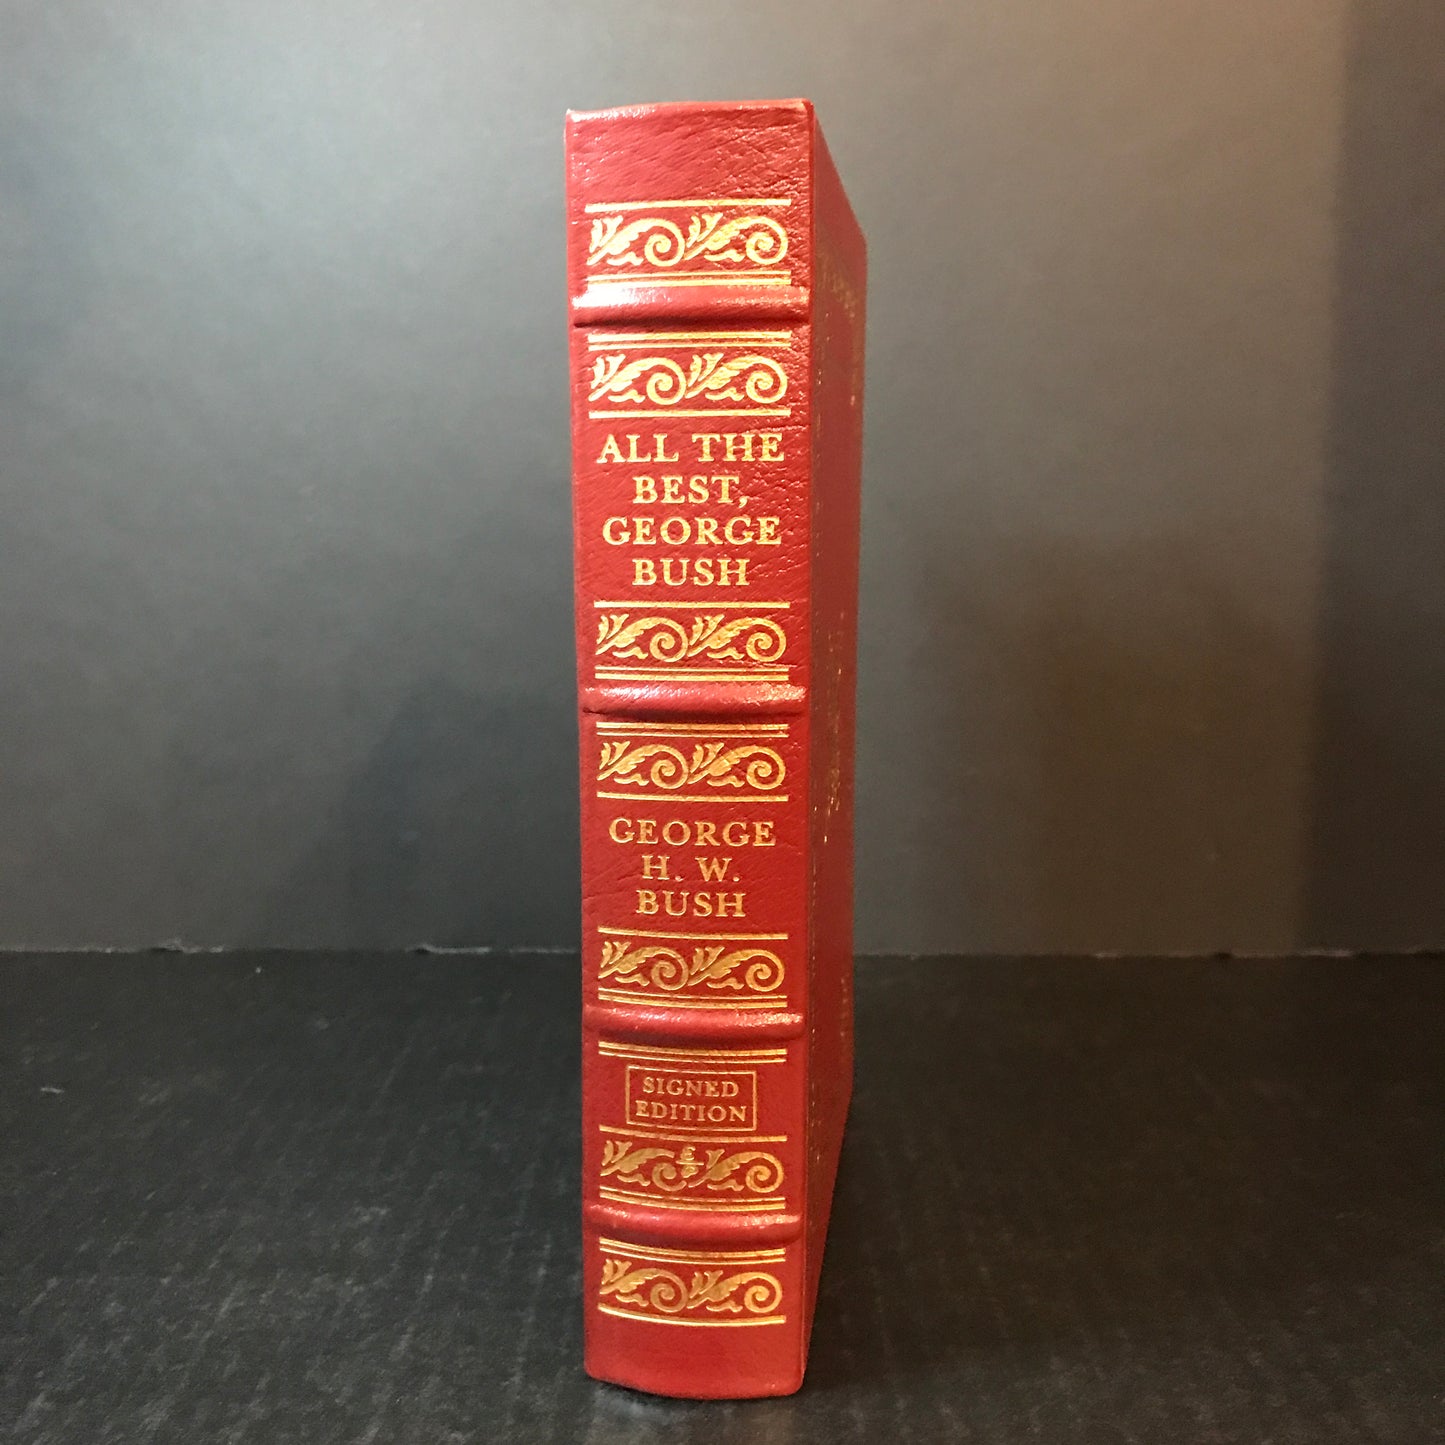 ALL THE
BEST,
GEORGE
BUSH
GEORGE
H. W.
BUSH
SIGNED
EDITION